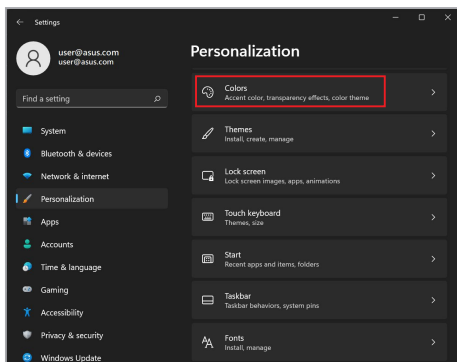 Settings
user@asus.com
user@asus.com
Find a setting
System
Bluetooth & devices
Network & internet
Personalization
Apps
Accounts
Time & language
Gaming
Accessibility
Privacy & security
Windows Update
Personalization
Colors
Accent color, transparency effects, color theme
Themes
Install, create, manage
Lock screen
Lock screen images, apps, animations
Touch keyboard
Themes, size
Start
Recent apps and items, folders
Taskbar
Taskbar behaviors, system pins
Fonts
Install, manage